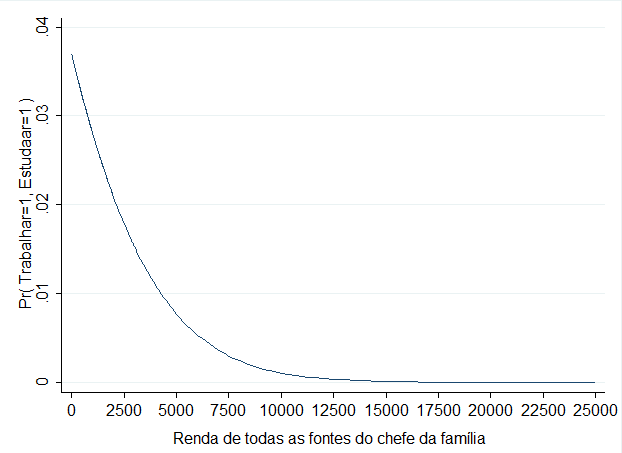 Pr( Trabalhar=1, Estudaar=1 )
.04
.03
.02
.01
0
0 2500 5000 7500 10000 12500 15000 17500 20000 22500 25000
Renda de todas as fontes do chefe da família